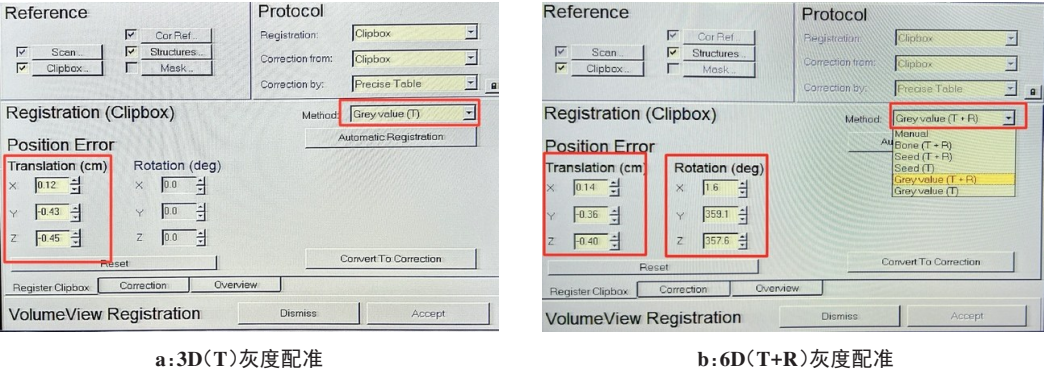 Reference
Protocol
Cor Ref...
Scan...
Structures...
Clipbox...
Mask...
Registration:
Clipbox
Correction from:
Clipbox
Correction by:
Precise Table
Registration (Clipbox)
Method:
Grey value (T)
Automatic Registration
Position Error
Translation (cm)
Rotation (deg)
X 0.12 X 0.0
Y -0.43 Y 0.0
Z -0.45 Z 0.0
Reset
Convert To Correction
Register Clipbox Correction Overview
VolumeView Registration Dismiss Accept
a:3D(T)灰度配准
Reference
Protocol
Cor Ref...
Scan...
Structures...
Clipbox...
Mask...
Registration:
Clipbox
Correction from:
Clipbox
Correction by:
Precise Table
Registration (Clipbox)
Method:
Grey value (T + R)
Manual
Au
Bone (T + R)
Seed (T + R)
Seed (T)
Grey value (T + R)
Grey value (T)
Position Error
Translation (cm)
Rotation (deg)
X 0.14 X 1.6
Y -0.36 Y 359.1
Z -0.40 Z 357.6
Reset
Convert To Correction
Register Clipbox Correction Overview
VolumeView Registration Dismiss Accept
b:6D(T+R)灰度配准